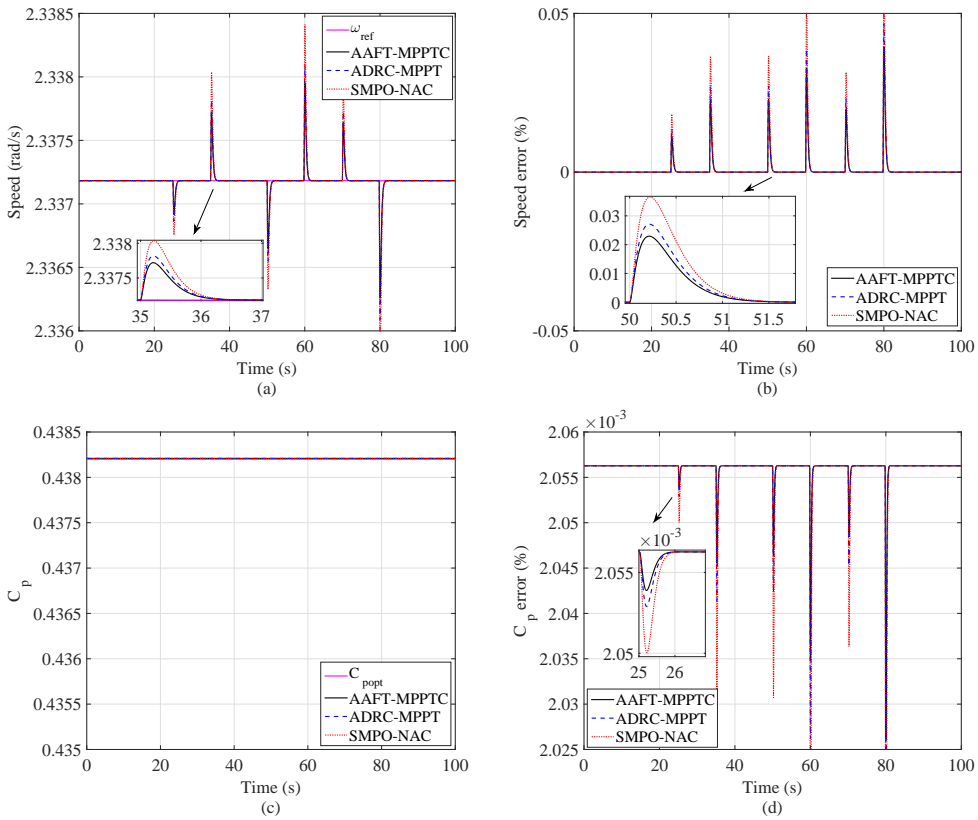 2.3385
2.338
2.3375
2.337
2.3365
2.336
Speed (rad/s)
ω_ref
AAFT-MPPTC
ADRC-MPPT
SMPO-NAC
2.338
2.3375
35 36 37
0 20 40 60 80 100
Time (s)
(a)
0.05
0
-0.05
Speed error (%)
0.03
0.02
0.01
0
50 50.5 51 51.5
AAFT-MPPTC
ADRC-MPPT
SMPO-NAC
0 20 40 60 80 100
Time (s)
(b)
0.4385
0.438
0.4375
0.437
0.4365
0.436
0.4355
0.435
C_p
C_popt
AAFT-MPPTC
ADRC-MPPT
SMPO-NAC
0 20 40 60 80 100
Time (s)
(c)
×10^-3
2.06
2.055
2.05
2.045
2.04
2.035
2.03
2.025
C_p error (%)
×10^-3
2.055
2.05
25 26
AAFT-MPPTC
ADRC-MPPT
SMPO-NAC
0 20 40 60 80 100
Time (s)
(d)